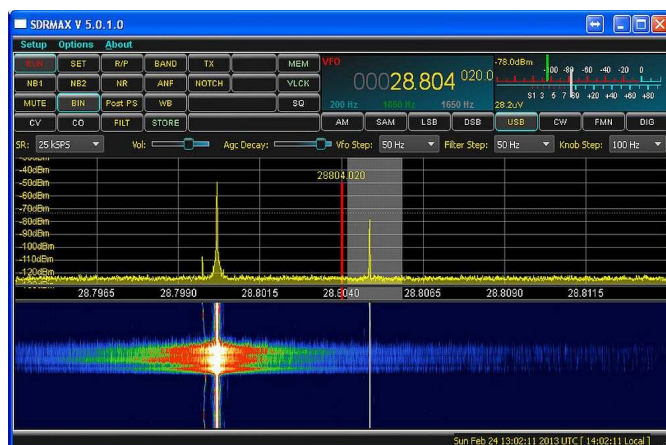 SDRMAX V 5.0.1.0
Setup Options About
RUN SET R/P BAND TX MEM
NB1 NB2 NR ANF NOTCH VLCK
MUTE BIN Post PS WB SQ
CV CO FILT STORE
VFO
00028.804 020.0
200 Hz 1650 Hz
-78.0dBm
-100 -80 -60 -40 -20 0
S1 3 5 7 9 +20 +40 +60
28.2uV
AM SAM LSB DSB USB CW FMN DIG
SR: 25 kSPS Vol: Agc Decay: Vfo Step: 50 Hz Filter Step: 50 Hz Knob Step: 100 Hz
28804.020
-40dBm
-50dBm
-60dBm
-70dBm
-80dBm
-90dBm
-100dBm
-110dBm
-120dBm
28.7965 28.7990 28.8015 28.8040 28.8065 28.8090 28.8115
Sun Feb 24 13:02:11 2013 UTC [ 14:02:11 Local ]